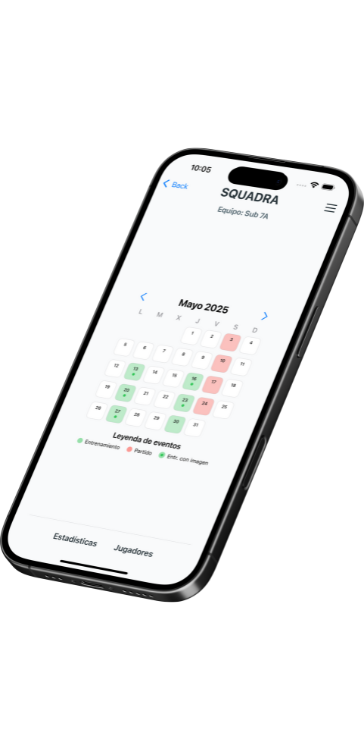 10:05
Back
SQUADRA
Equipo: Sub 7A
Mayo 2025
L M X J V S D
1 2 3 4
5 6 7 8 9 10 11
12 13 14 15 16 17 18
19 20 21 22 23 24 25
26 27 28 29 30 31
Leyenda de eventos
Entrenamiento Partido Entr. con imagen
Estadísticas Jugadores